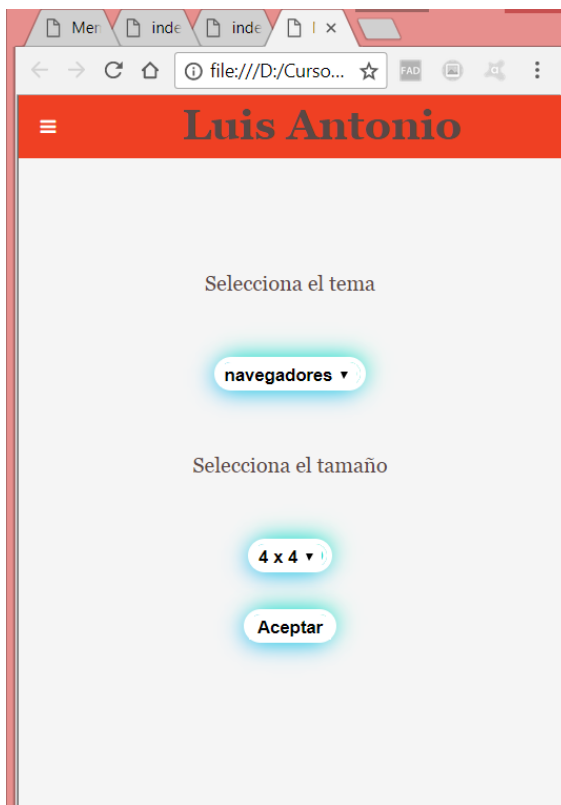 Men inde inde
file:///D:/Curso... FAD
Luis Antonio
Selecciona el tema
navegadores
Selecciona el tamaño
4 x 4
Aceptar